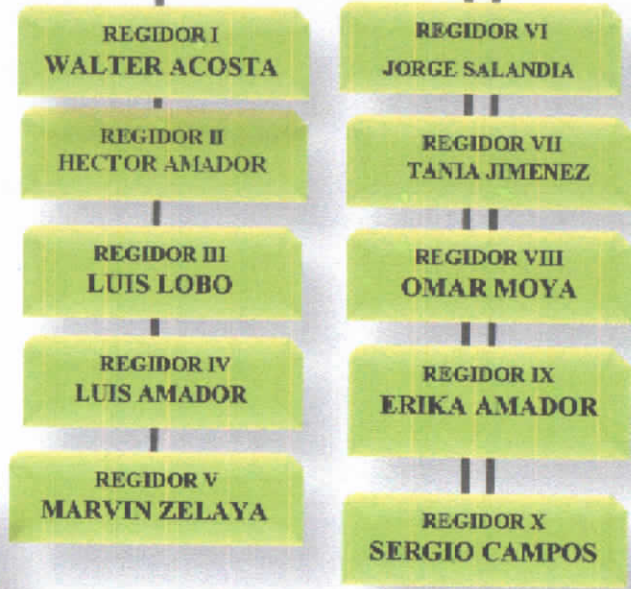 REGIDOR I
WALTER ACOSTA
REGIDOR II
HECTOR AMADOR
REGIDOR III
LUIS LOBO
REGIDOR IV
LUIS AMADOR
REGIDOR V
MARVIN ZELAYA
REGIDOR VI
JORGE SALANDIA
REGIDOR VII
TANIA JIMENEZ
REGIDOR VIII
OMAR MOYA
REGIDOR IX
ERIKA AMADOR
REGIDOR X
SERGIO CAMPOS